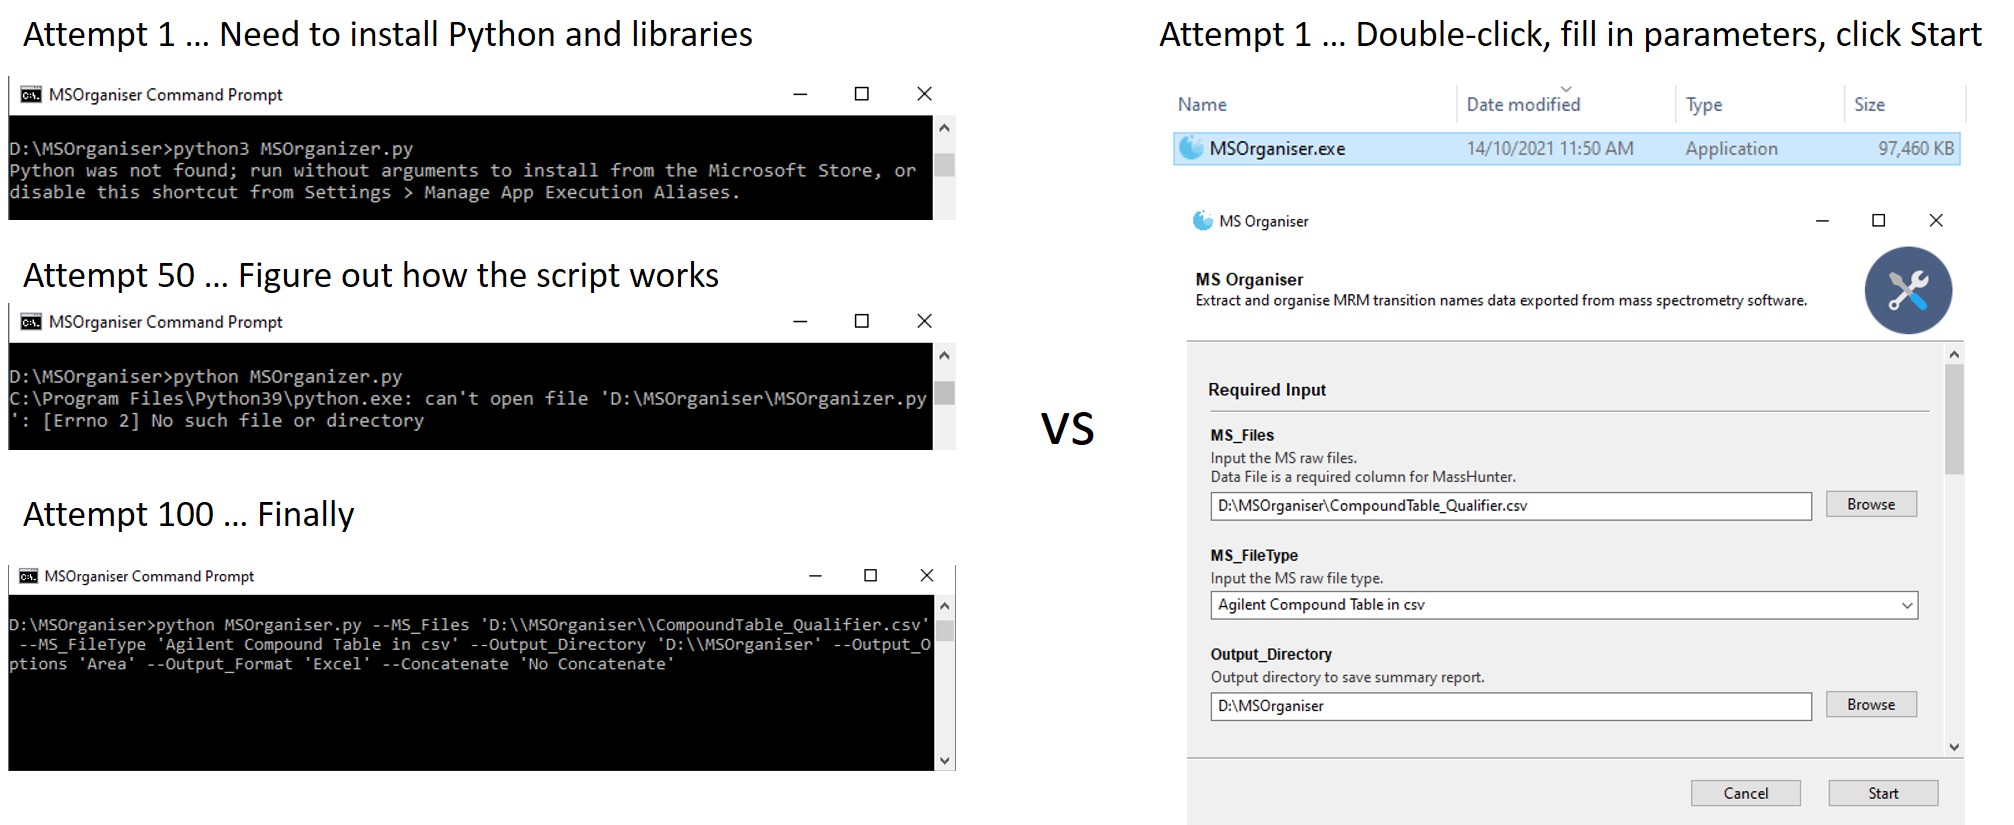 Attempt 1 ... Need to install Python and libraries
MSOrganiser Command Prompt
D:\MSOrganiser>python3 MSOrganizer.py
Python was not found; run without arguments to install from the Microsoft Store, or
disable this shortcut from Settings > Manage App Execution Aliases.
Attempt 50 ... Figure out how the script works
MSOrganiser Command Prompt
D:\MSOrganiser>python MSOrganizer.py
C:\Program Files\Python39\python.exe: can't open file 'D:\MSOrganiser\MSOrganizer.py
': [Errno 2] No such file or directory
Attempt 100 ... Finally
MSOrganiser Command Prompt
D:\MSOrganiser>python MSOrganiser.py --MS_Files 'D:\\MSOrganiser\\CompoundTable_Qualifier.csv'
--MS_FileType 'Agilent Compound Table in csv' --Output_Directory 'D:\\MSOrganiser' --Output_O
ptions 'Area' --Output_Format 'Excel' --Concatenate 'No Concatenate'
vs
Attempt 1 ... Double-click, fill in parameters, click Start
Name Date modified Type Size
MSOrganiser.exe 14/10/2021 11:50 AM Application 97,460 KB
MS Organiser
MS Organiser
Extract and organise MRM transition names data exported from mass spectrometry software.
Required Input
MS_Files
Input the MS raw files.
Data File is a required column for MassHunter.
D:\MSOrganiser\CompoundTable_Qualifier.csv Browse
MS_FileType
Input the MS raw file type.
Agilent Compound Table in csv
Output_Directory
Output directory to save summary report.
D:\MSOrganiser Browse
Cancel Start